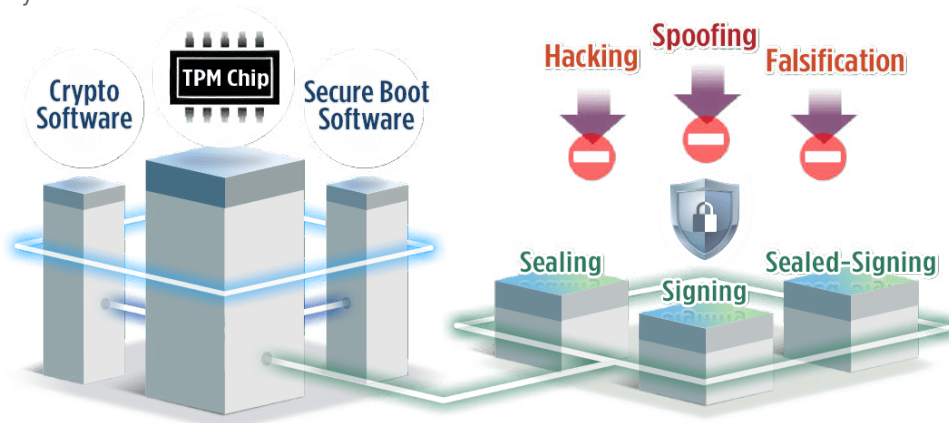 Crypto
Software
TPM Chip
Secure Boot
Software
Hacking
Spoofing
Falsification
Sealing
Signing
Sealed-Signing